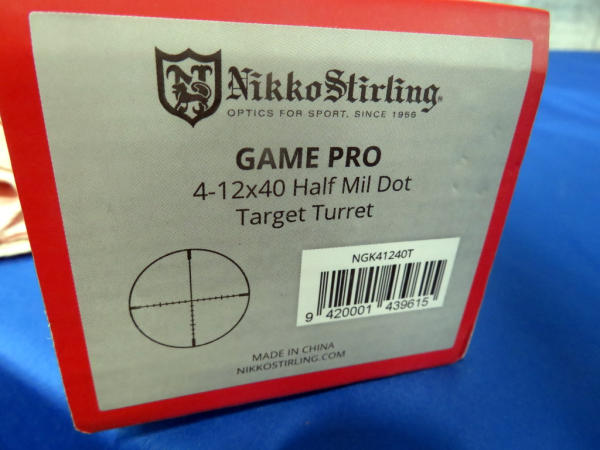 NikkoStirling®
OPTICS FOR SPORT. SINCE 1956
GAME PRO
4-12x40 Half Mil Dot
Target Turret
NGK41240T
9 420001 439615
MADE IN CHINA
NIKKOSTIRLING.COM